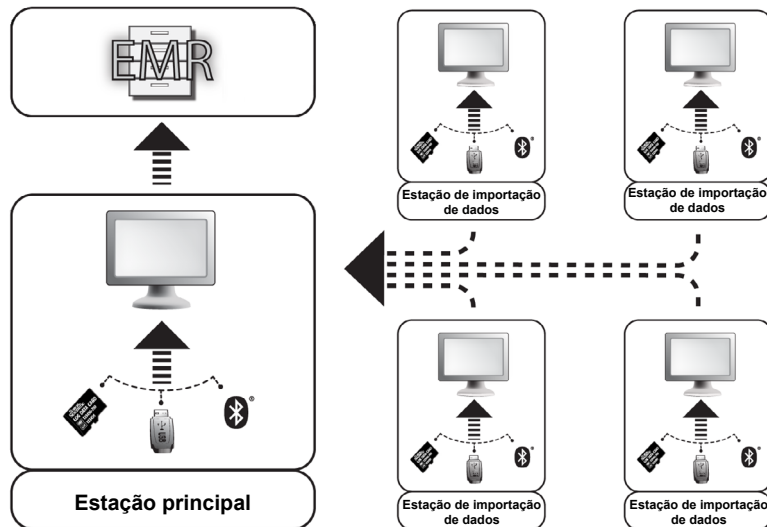 EMR
Estação de importação
de dados
Estação de importação
de dados
USB
Estação principal
Estação de importação
de dados
Estação de importação
de dados